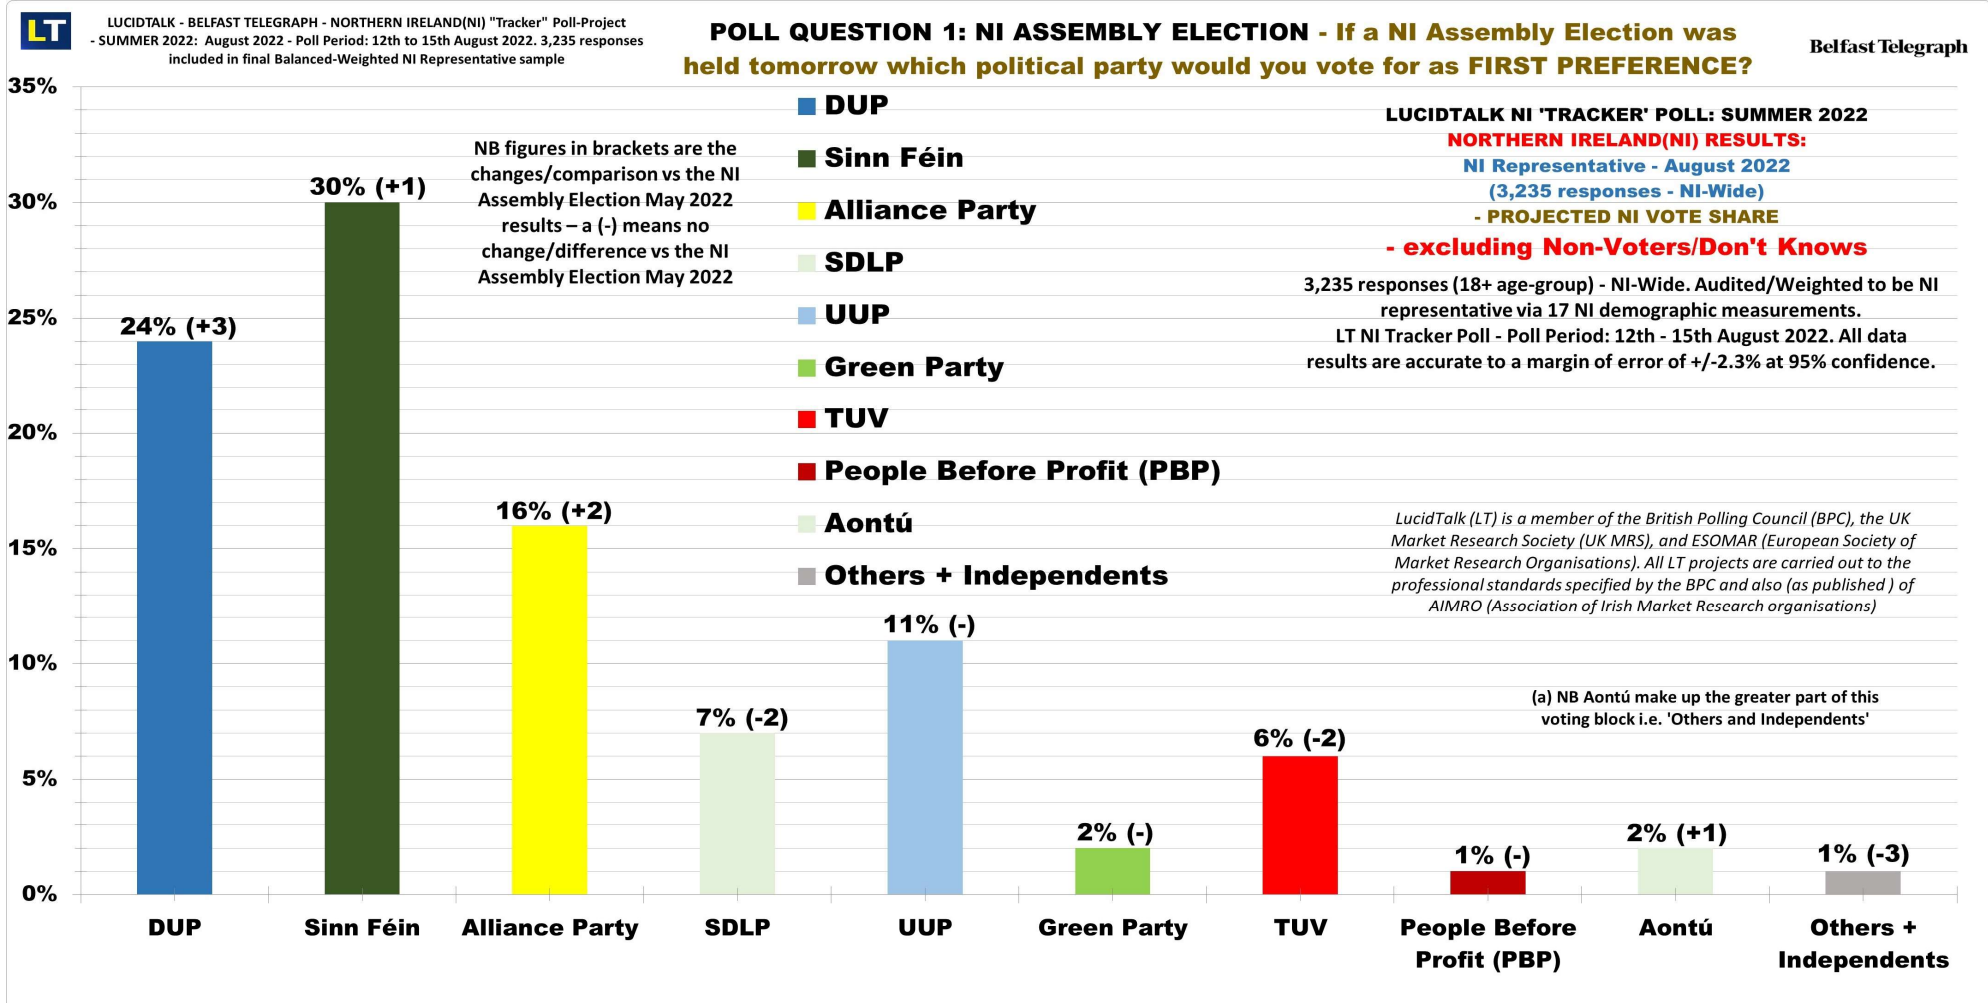 LT
LUCIDTALK - BELFAST TELEGRAPH - NORTHERN IRELAND(NI) "Tracker" Poll-Project
- SUMMER 2022: August 2022 - Poll Period: 12th to 15th August 2022. 3,235 responses
included in final Balanced-Weighted NI Representative sample
POLL QUESTION 1: NI ASSEMBLY ELECTION - If a NI Assembly Election was
held tomorrow which political party would you vote for as FIRST PREFERENCE?
Belfast Telegraph
35%
30%
25%
20%
15%
10%
5%
0%
NB figures in brackets are the
changes/comparison vs the NI
Assembly Election May 2022
results – a (-) means no
change/difference vs the NI
Assembly Election May 2022
DUP
Sinn Féin
Alliance Party
SDLP
UUP
Green Party
TUV
People Before Profit (PBP)
Aontú
Others + Independents
LUCIDTALK NI 'TRACKER' POLL: SUMMER 2022
NORTHERN IRELAND(NI) RESULTS:
NI Representative - August 2022
(3,235 responses - NI-Wide)
- PROJECTED NI VOTE SHARE
- excluding Non-Voters/Don't Knows
3,235 responses (18+ age-group) - NI-Wide. Audited/Weighted to be NI
representative via 17 NI demographic measurements.
LT NI Tracker Poll - Poll Period: 12th - 15th August 2022. All data
results are accurate to a margin of error of +/-2.3% at 95% confidence.
LucidTalk (LT) is a member of the British Polling Council (BPC), the UK
Market Research Society (UK MRS), and ESOMAR (European Society of
Market Research Organisations). All LT projects are carried out to the
professional standards specified by the BPC and also (as published ) of
AIMRO (Association of Irish Market Research organisations)
(a) NB Aontú make up the greater part of this
voting block i.e. 'Others and Independents'
24% (+3)
30% (+1)
16% (+2)
7% (-2)
11% (-)
2% (-)
6% (-2)
1% (-)
2% (+1)
1% (-3)
DUP
Sinn Féin
Alliance Party
SDLP
UUP
Green Party
TUV
People Before
Profit (PBP)
Aontú
Others +
Independents